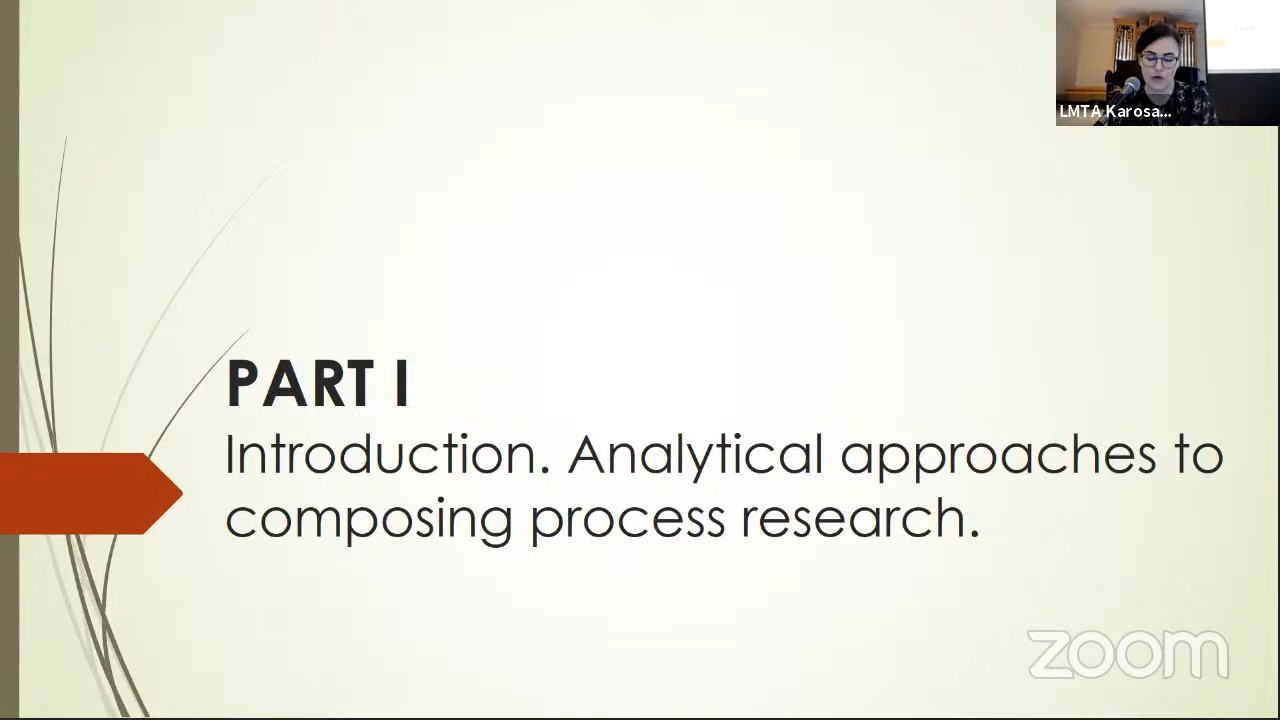 LMTA Karosa...
PART I
Introduction. Analytical approaches to
composing process research.
zoom